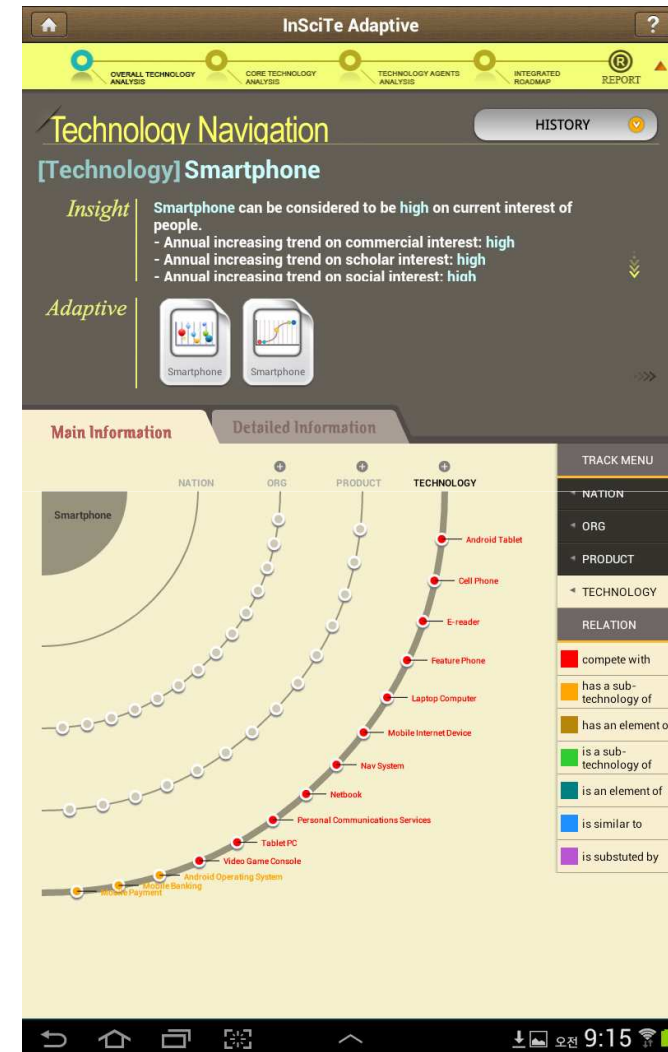 InSciTe Adaptive
?
OVERALL TECHNOLOGY
ANALYSIS
CORE TECHNOLOGY
ANALYSIS
TECHNOLOGY AGENTS
ANALYSIS
INTEGRATED
ROADMAP
R
REPORT
Technology Navigation
HISTORY
[Technology] Smartphone
Insight
Smartphone can be considered to be high on current interest of
people.
- Annual increasing trend on commercial interest: high
- Annual increasing trend on scholar interest: high
- Annual increasing trend on social interest: high
Adaptive
Smartphone
Smartphone
Main Information
Detailed Information
NATION
ORG
PRODUCT
TECHNOLOGY
Smartphone
Android Tablet
Cell Phone
E-reader
Feature Phone
Laptop Computer
Mobile Internet Device
Nav System
Netbook
Personal Communications Services
Tablet PC
Video Game Console
Android Operating System
Mobile Banking
Mobile Payment
TRACK MENU
NATION
ORG
PRODUCT
TECHNOLOGY
RELATION
compete with
has a sub-
technology of
has an element o
is a sub-
technology of
is an element of
is similar to
is substuted by
오전 9:15